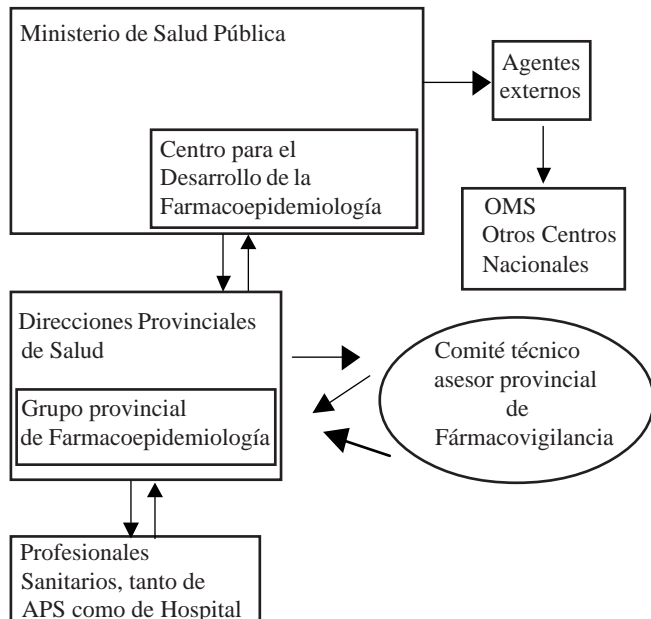 Ministerio de Salud Pública
Agentes
externos
Centro para el
Desarrollo de la
Farmacoepidemiología
OMS
Otros Centros
Nacionales
Direcciones Provinciales
de Salud
Grupo provincial
de Farmacoepidemiología
Comité técnico
asesor provincial
de
Fármacovigilancia
Profesionales
Sanitarios, tanto de
APS como de Hospital